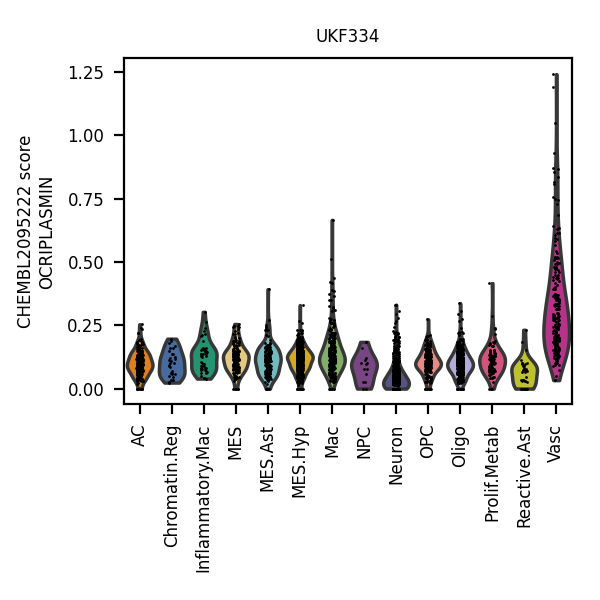 UKF334
CHEMBL2095222 score
OCRIPLASMIN
1.25
1.00
0.75
0.50
0.25
0.00
AC
Chromatin.Reg
Inflammatory.Mac
MES
MES.Ast
MES.Hyp
Mac
NPC
Neuron
OPC
Oligo
Prolif.Metab
Reactive.Ast
Vasc